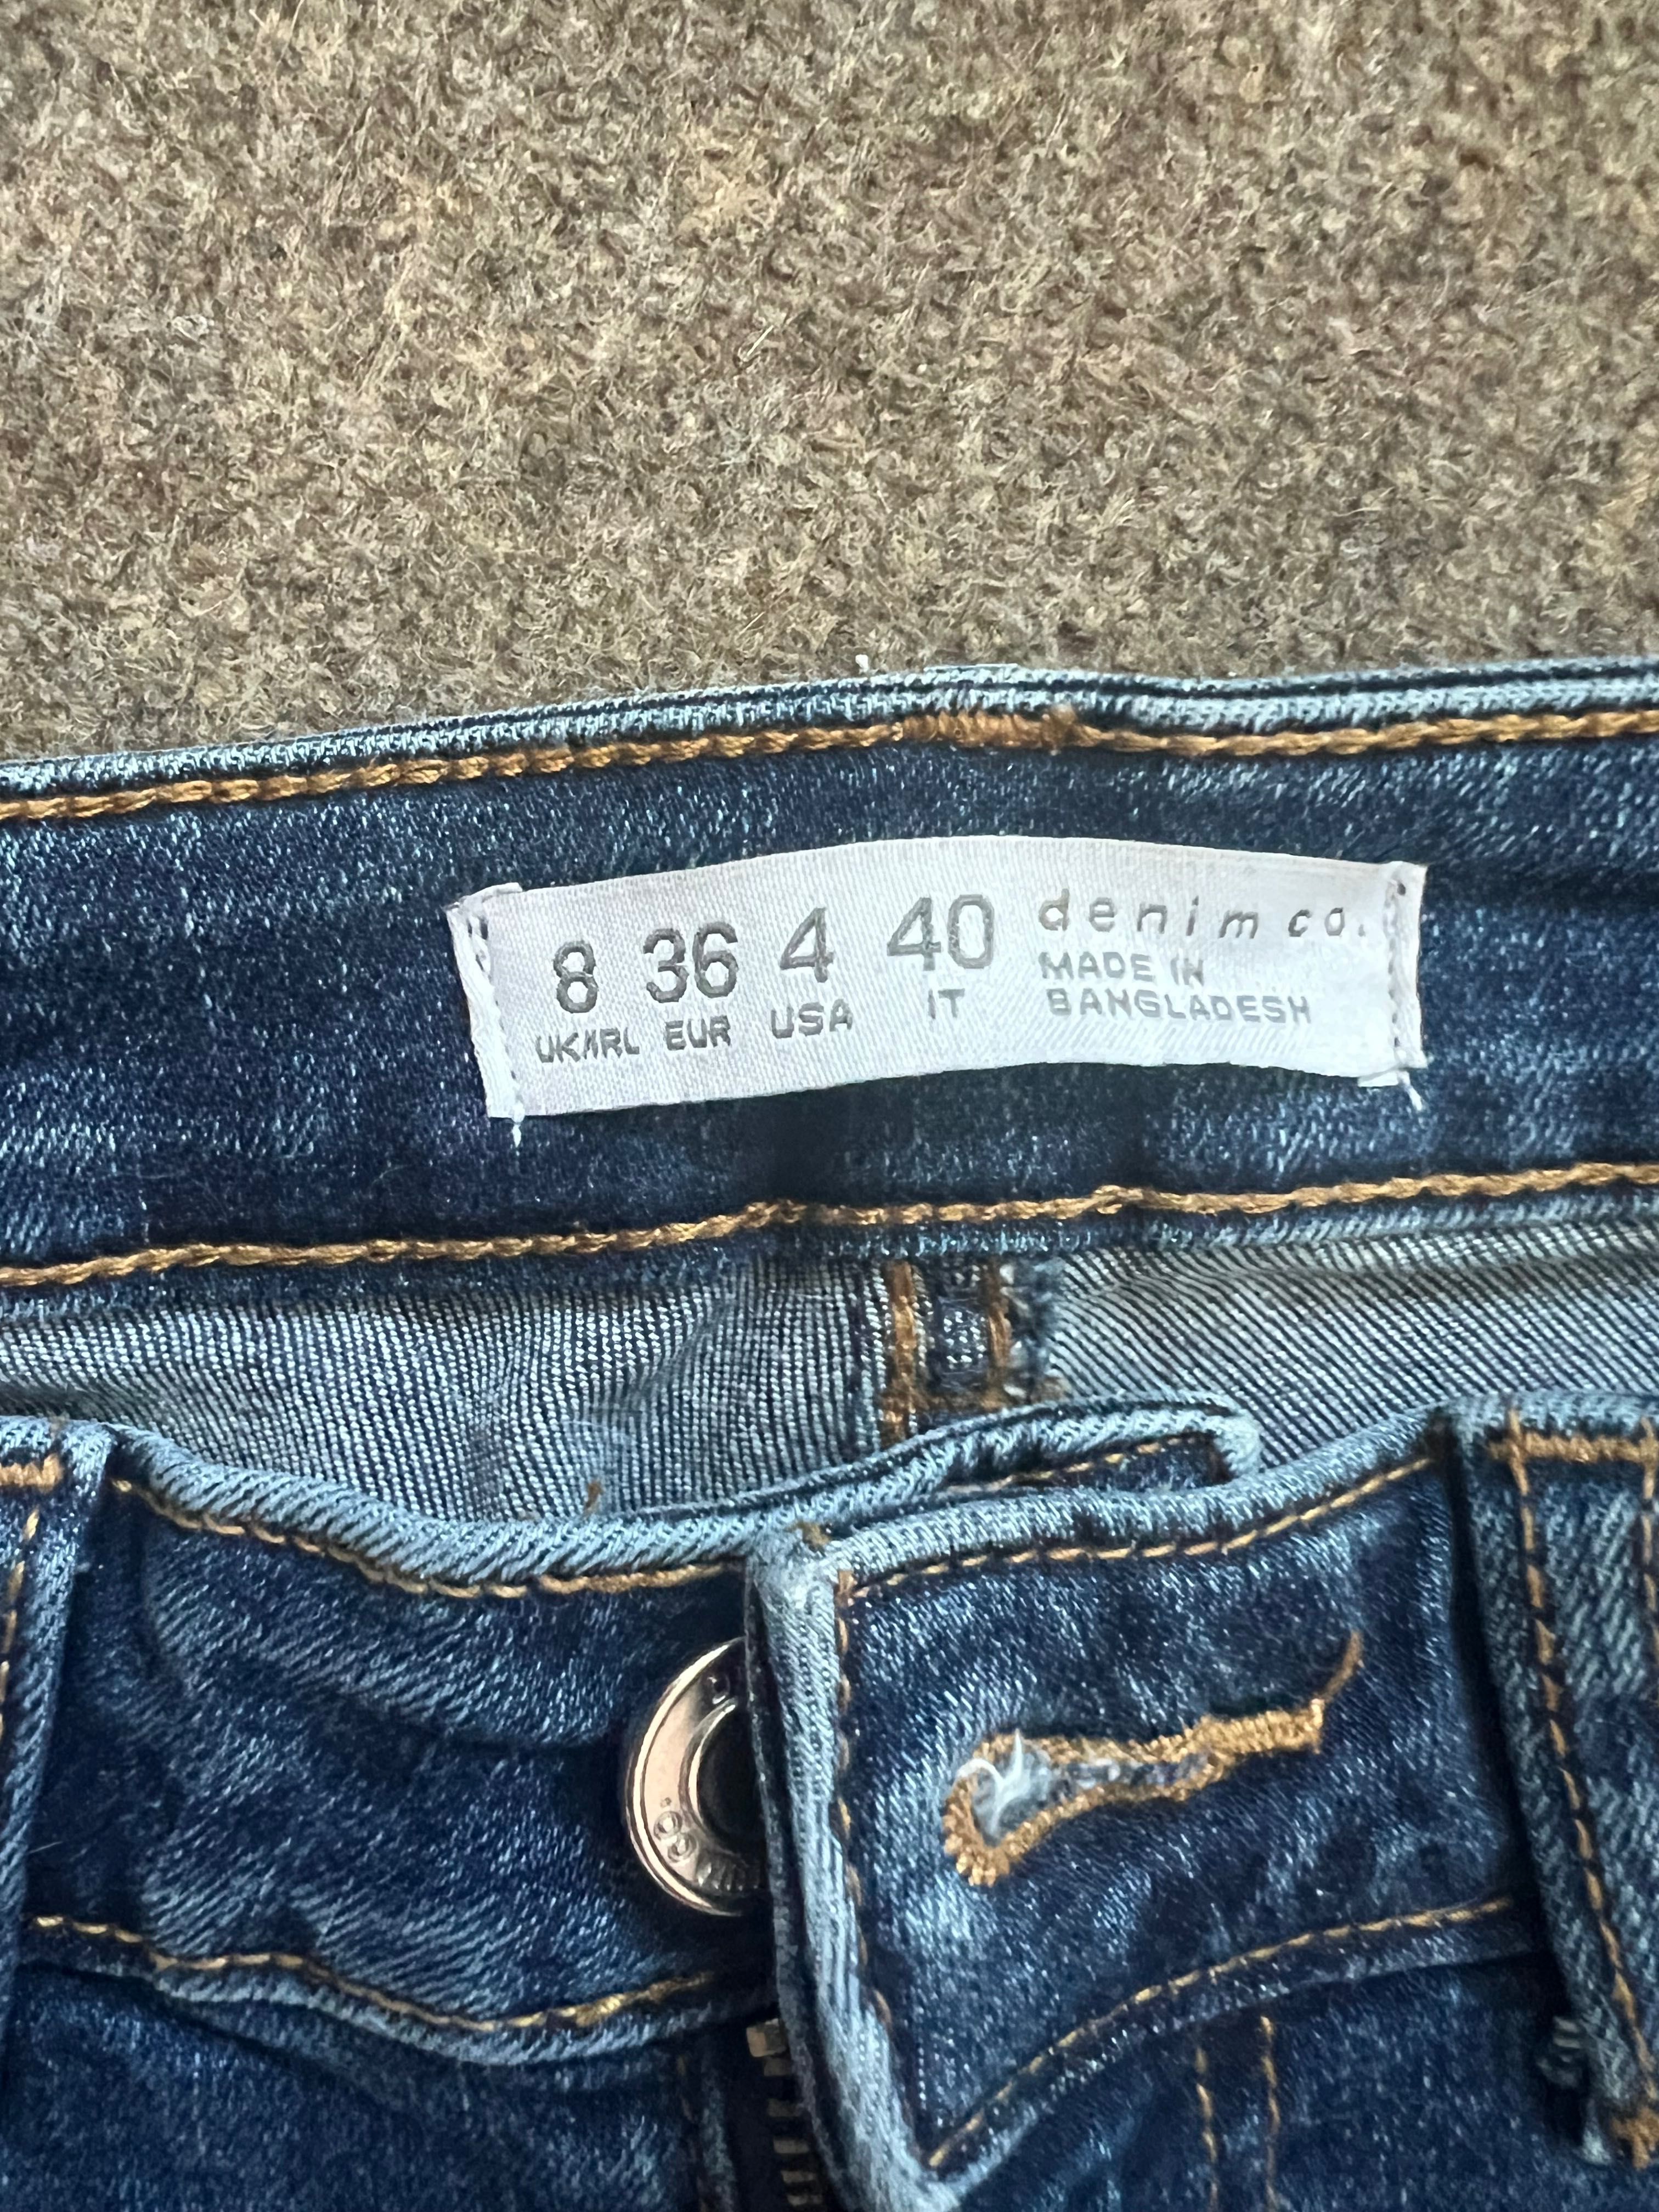 8 36 4 40 denim co.
UK/IRL EUR USA IT MADE IN
BANGLADESH